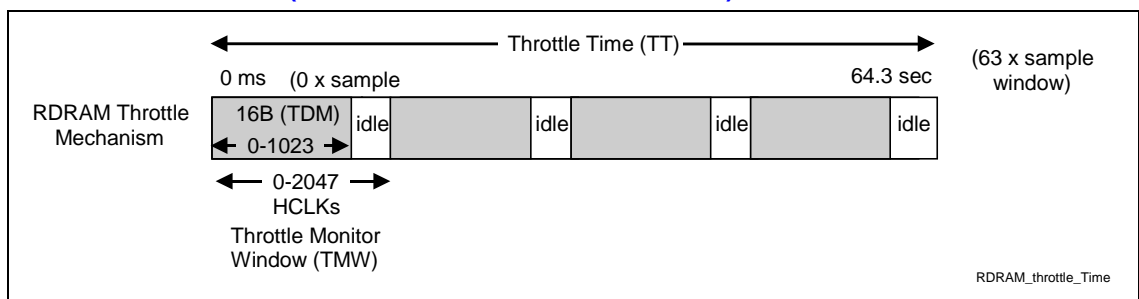 Throttle Time (TT)
0 ms (0 x sample
64.3 sec
(63 x sample
window)
RDRAM Throttle
Mechanism
16B (TDM)
0-1023
idle
idle
idle
idle
0-2047
HCLKs
Throttle Monitor
Window (TMW)
RDRAM_throttle_Time